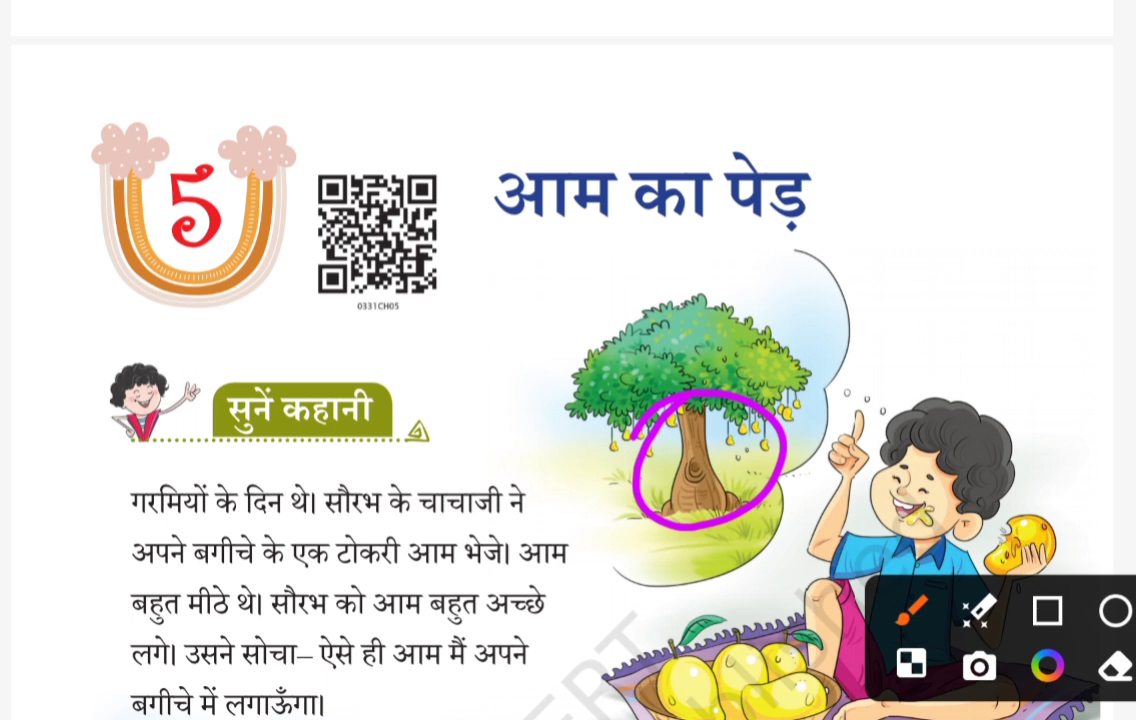 5
आम का पेड़
0331CH05
सुनें कहानी
गरमियों के दिन थे। सौरभ के चाचाजी ने
अपने बगीचे के एक टोकरी आम भेजे। आम
बहुत मीठे थे। सौरभ को आम बहुत अच्छे
लगे। उसने सोचा– ऐसे ही आम मैं अपने
बगीचे में लगाऊँगा।